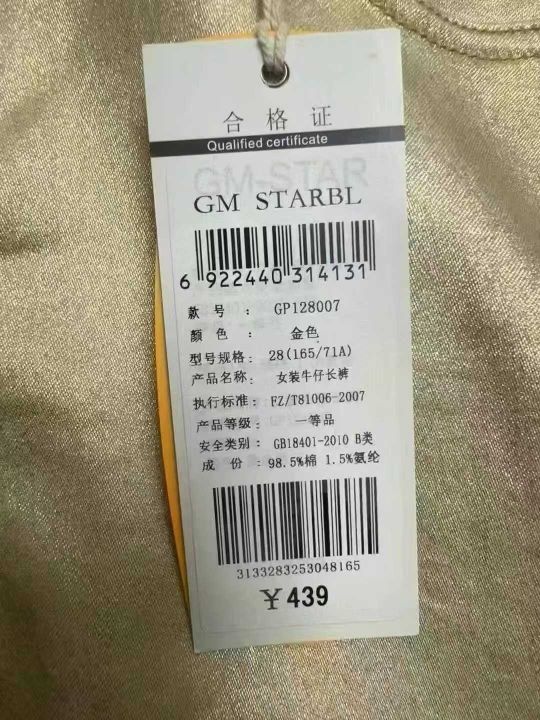 合格证
Qualified certificate
GM-STAR
GM STARBL
6 922440 314131
款号: GP128007
颜色: 金色
型号规格: 28(165/71A)
产品名称: 女装牛仔长裤
执行标准: FZ/T81006-2007
产品等级: 一等品
安全类别: GB18401-2010 B类
成份: 98.5%棉 1.5%氨纶
3133283253048165
¥439